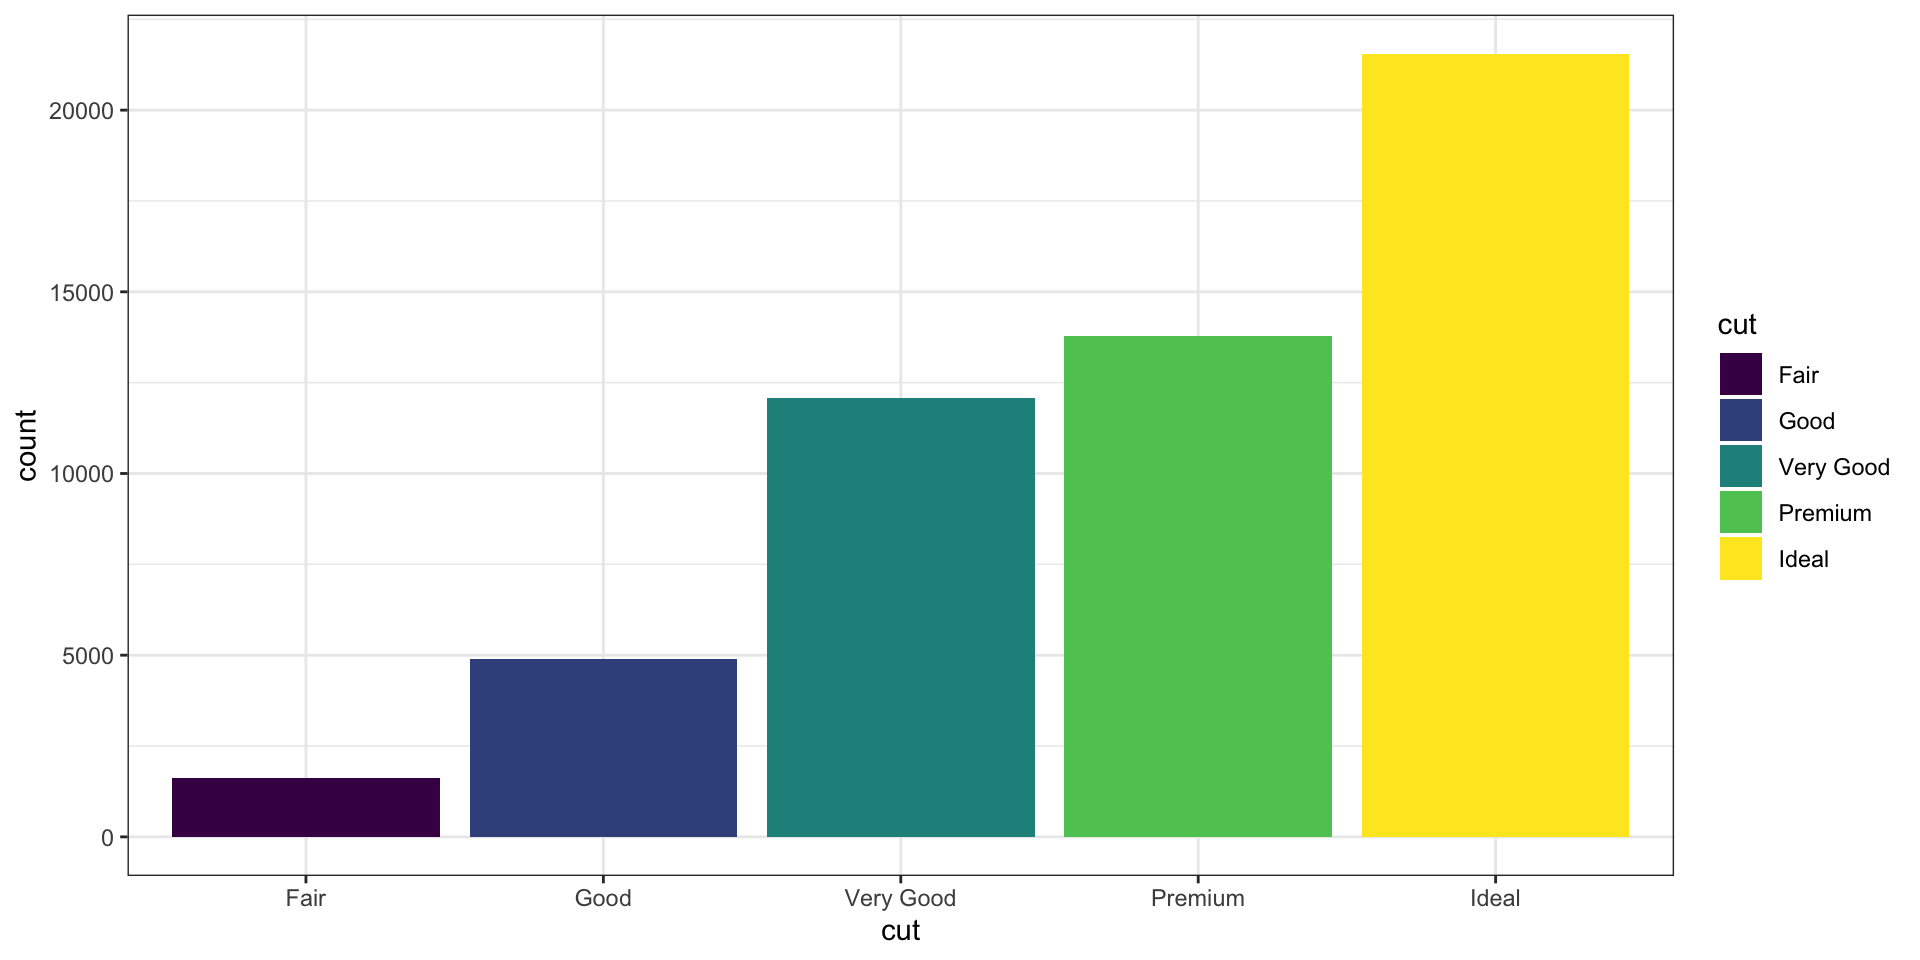 count
20000
15000
10000
5000
0
Fair
Good
Very Good
Premium
Ideal
cut
cut
Fair
Good
Very Good
Premium
Ideal